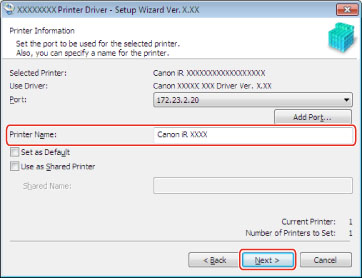 XXXXXXXX Printer Driver - Setup Wizard Ver. X.XX
Printer Information
Set the port to be used for the selected printer.
Also, you can specify a name for the printer.
Selected Printer: Canon iR XXXXXXXXXXXXXXXXXX
Use Driver: Canon XXXXX XXX Driver Ver. X.XX
Port: 172.23.2.20
Add Port...
Printer Name: Canon iR XXXX
Set as Default
Use as Shared Printer
Shared Name:
Current Printer: 1
Number of Printers to Set: 1
< Back Next > Cancel